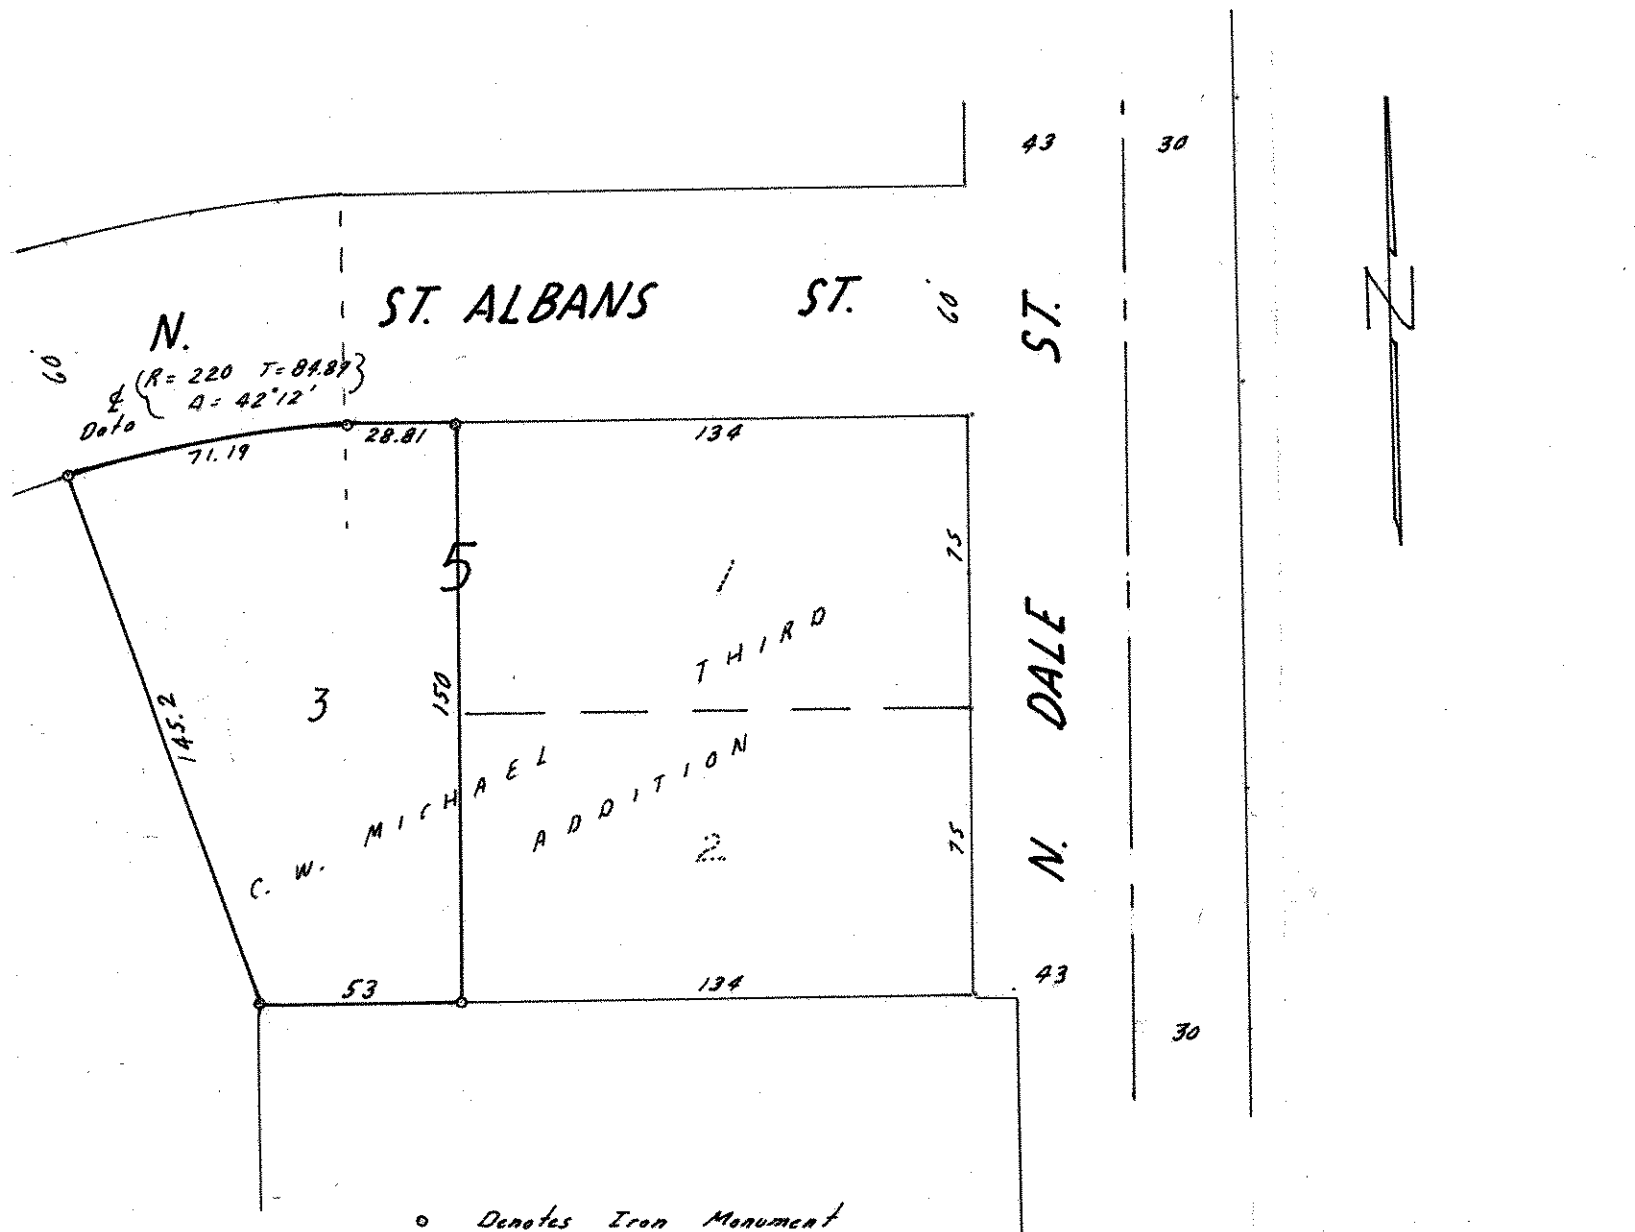 43 30
ST. ALBANS ST.
N.
60
60
ST.
N
℄ { R = 220 T = 84.89 }
Δ = 42°12'
Data
71.19
28.81
134
5
75
1
THIRD
DALE
145.2
3
150
C. W. MICHAEL
ADDITION
2
75
N.
53
134
43
30
o Denotes Iron Monument